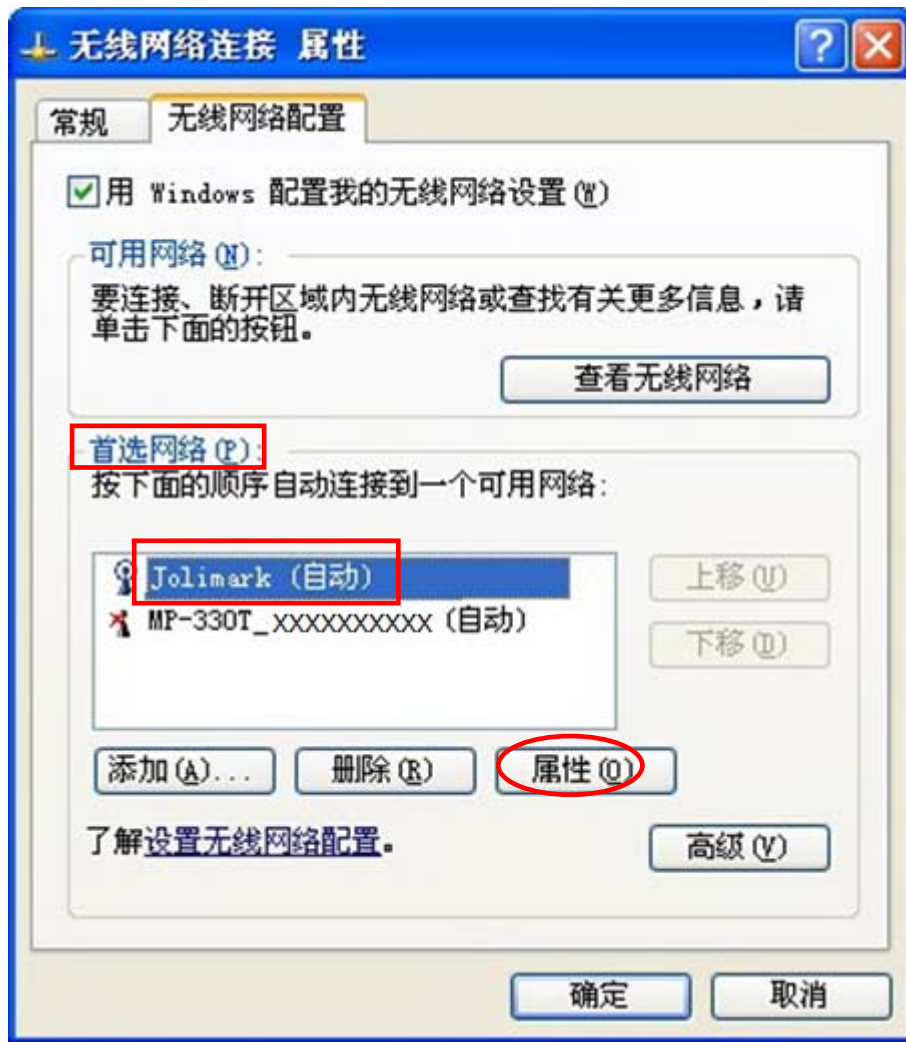 无线网络连接 属性
常规 无线网络配置
用 Windows 配置我的无线网络设置(W)
可用网络(N):
要连接、断开区域内无线网络或查找有关更多信息，请
单击下面的按钮。
查看无线网络
首选网络(P):
按下面的顺序自动连接到一个可用网络:
Jolimark (自动)
上移(U)
MP-330T_XXXXXXXXXX (自动)
下移(D)
添加(A)... 删除(R) 属性(O)
了解设置无线网络配置。
高级(V)
确定 取消